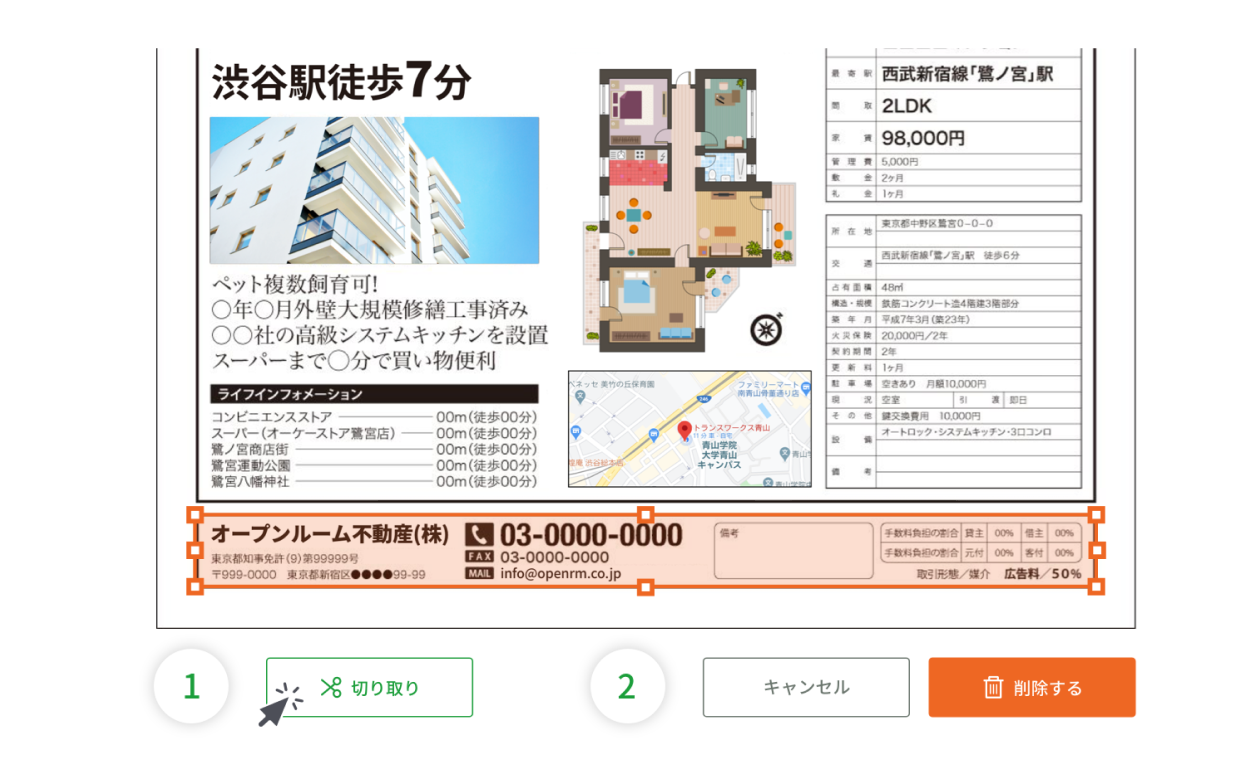 渋谷駅徒歩7分
ペット複数飼育可!
〇年〇月外壁大規模修繕工事済み
〇〇社の高級システムキッチンを設置
スーパーまで〇分で買い物便利
ライフインフォメーション
コンビニエンスストア 00m(徒歩00分)
スーパー(オーケーストア鷺宮店) 00m(徒歩00分)
鷺ノ宮商店街 00m(徒歩00分)
鷺宮運動公園 00m(徒歩00分)
鷺宮八幡神社 00m(徒歩00分)
ベネッセ 美竹の丘保育園
ファミリーマート
南青山骨董通り店
246
トランスワークス青山
青山学院
大学青山
キャンパス
渋谷総本店
最寄駅 西武新宿線「鷺ノ宮」駅
間取 2LDK
家賃 98,000円
管理費 5,000円
敷金 2ヶ月
礼金 1ヶ月
所在地 東京都中野区鷺宮0-0-0
交通 西武新宿線「鷺ノ宮」駅 徒歩6分
占有面積 48㎡
構造・規模 鉄筋コンクリート造4階建3階部分
築年月 平成7年3月(築23年)
火災保険 20,000円/2年
契約期間 2年
更新料 1ヶ月
駐車場 空きあり 月額10,000円
現況 空室 引渡 即日
その他 鍵交換費用 10,000円
設備 オートロック・システムキッチン・3口コンロ
備考
オープンルーム不動産(株)
東京都知事免許(9)第99999号
〒999-0000 東京都新宿区●●●●99-99
03-0000-0000
FAX 03-0000-0000
MAIL info@openrm.co.jp
備考
手数料負担の割合 貸主 00% 借主 00%
手数料負担の割合 元付 00% 客付 00%
取引形態/媒介 広告料/50%
1 切り取り
2 キャンセル 削除する